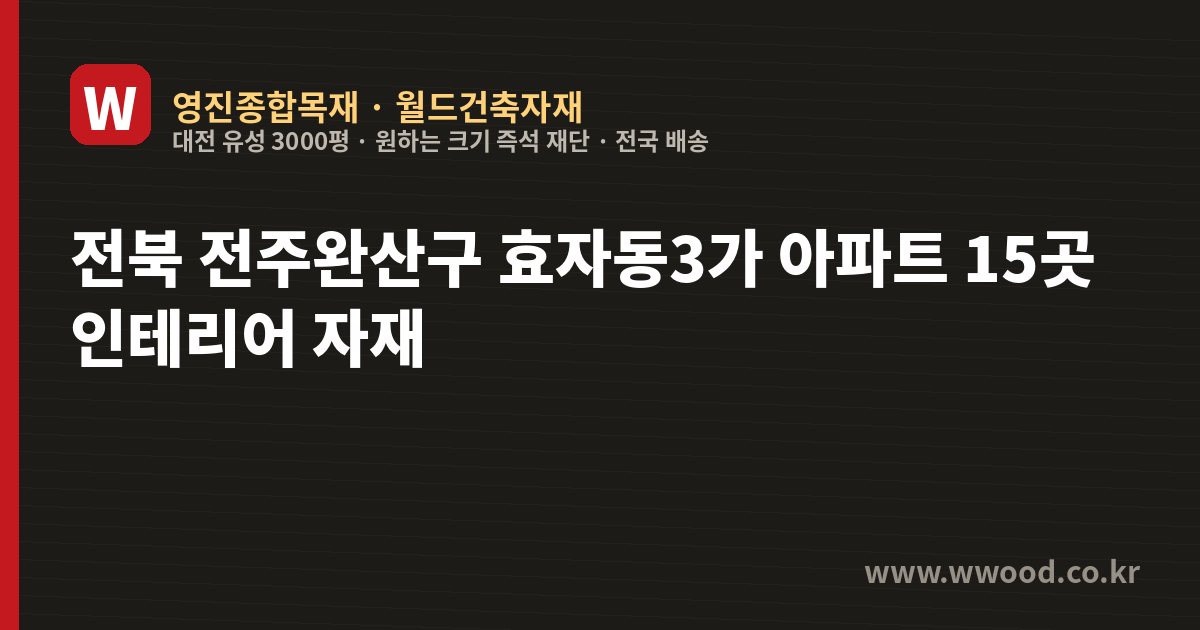 W
영진종합목재 · 월드건축자재
대전 유성 3000평 · 원하는 크기 즉석 재단 · 전국 배송
전북 전주완산구 효자동3가 아파트 15곳
인테리어 자재
www.wwood.co.kr